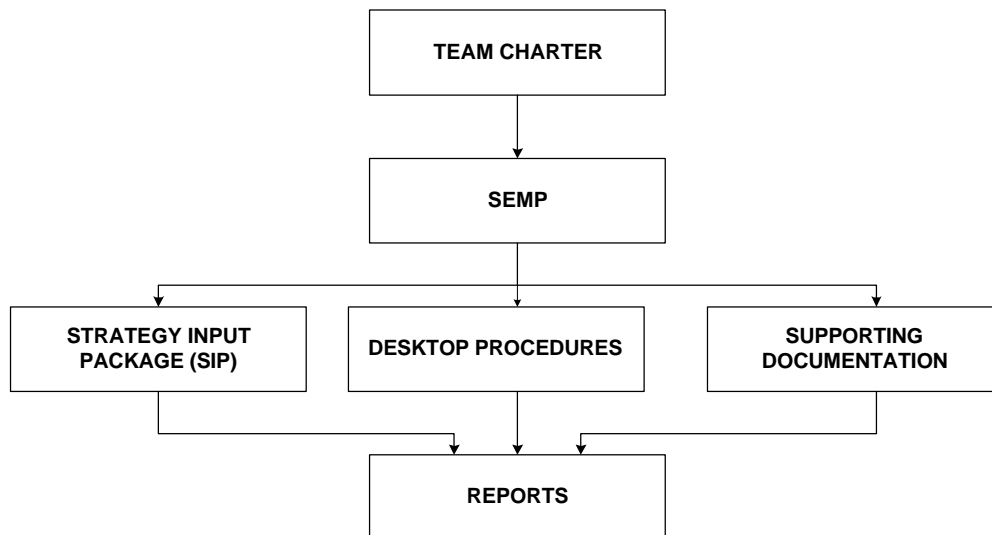 TEAM CHARTER
SEMP
STRATEGY INPUT
PACKAGE (SIP)
DESKTOP PROCEDURES
SUPPORTING
DOCUMENTATION
REPORTS